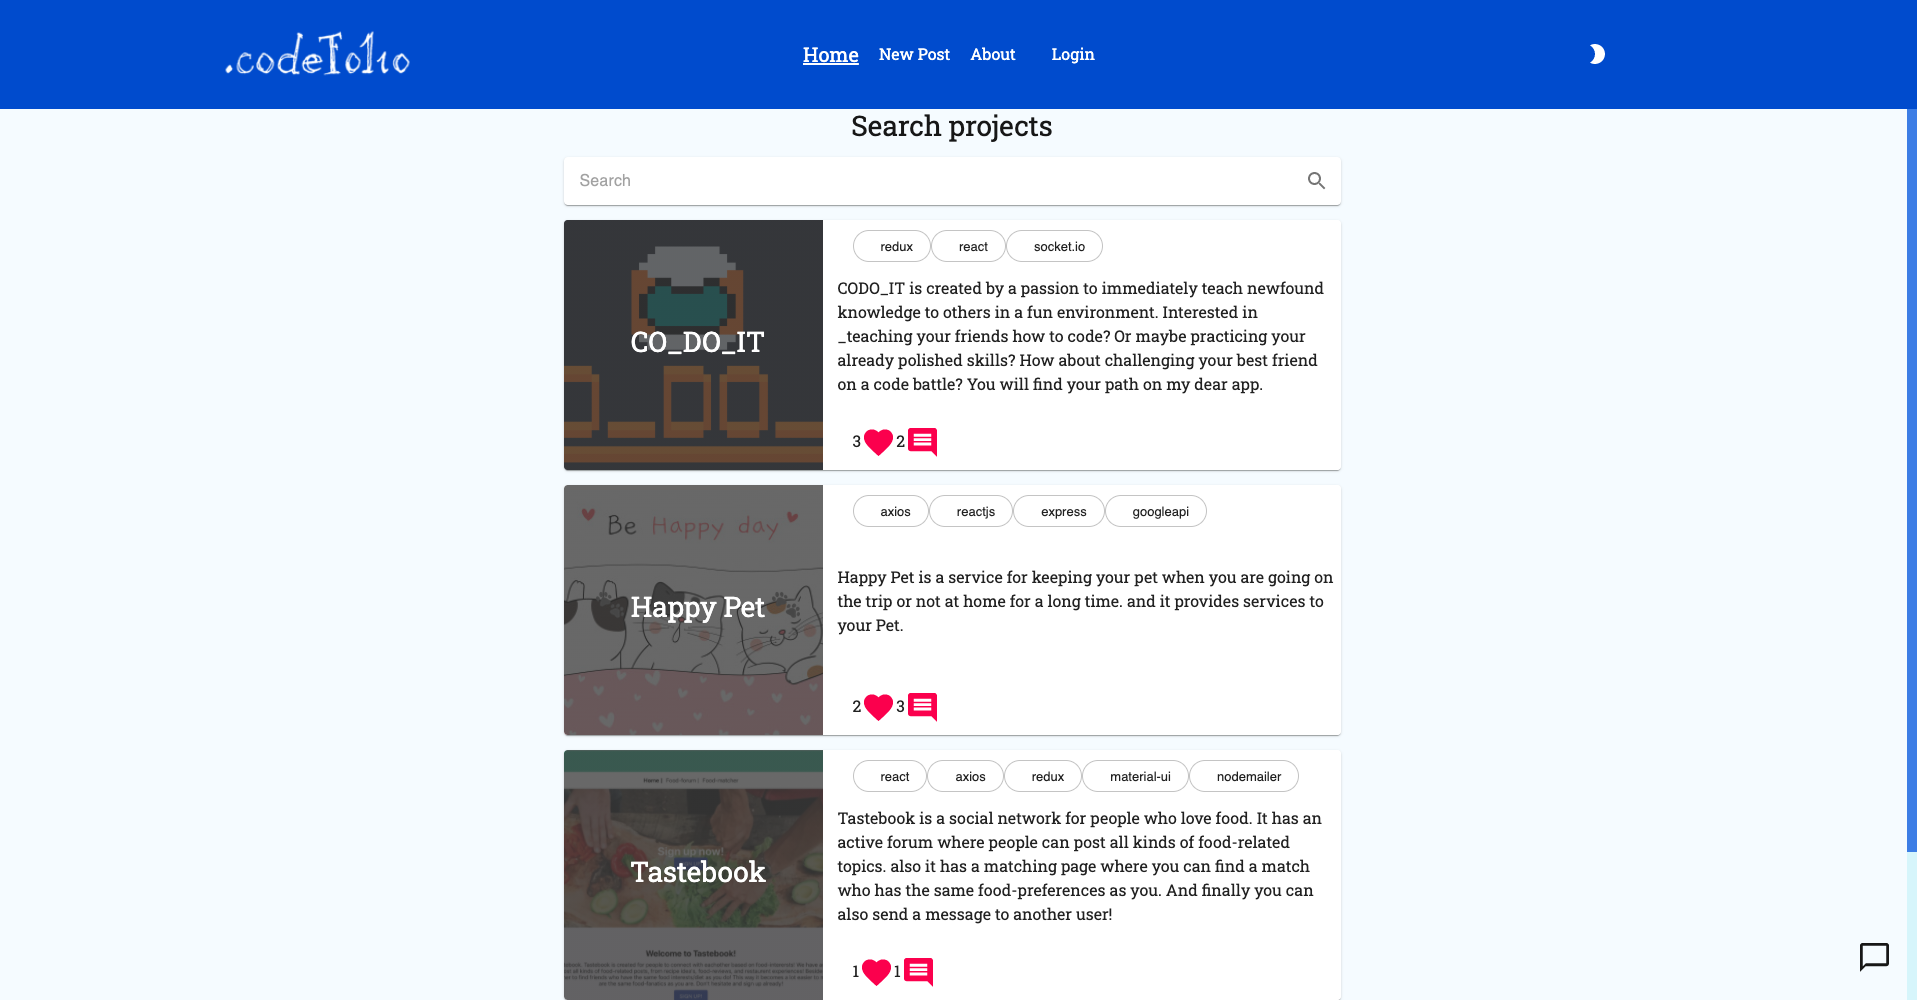 .codeFolio
Home New Post About Login
Search projects
Search
CO_DO_IT
redux react socket.io
CODO_IT is created by a passion to immediately teach newfound
knowledge to others in a fun environment. Interested in
_teaching your friends how to code? Or maybe practicing your
already polished skills? How about challenging your best friend
on a code battle? You will find your path on my dear app.
3 2
Be Happy day
Happy Pet
axios reactjs express googleapi
Happy Pet is a service for keeping your pet when you are going on
the trip or not at home for a long time. and it provides services to
your Pet.
2 3
Sign up now!
Tastebook
Welcome to Tastebook!
react axios redux material-ui nodemailer
Tastebook is a social network for people who love food. It has an
active forum where people can post all kinds of food-related
topics. also it has a matching page where you can find a match
who has the same food-preferences as you. And finally you can
also send a message to another user!
1 1